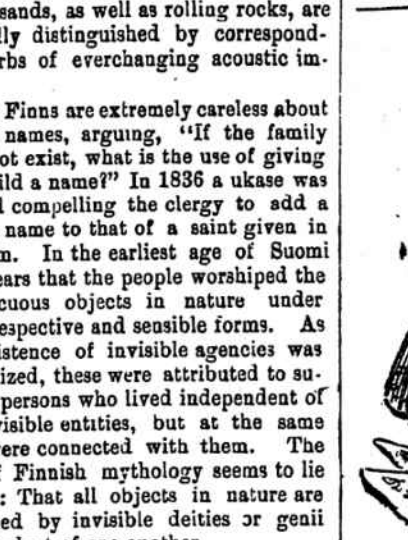 sands, as well as rolling rocks, are
lly distinguished by correspond-
rbs of everchanging acoustic im-
Finns are extremely careless about
names, arguing, "If the family
ot exist, what is the use of giving
ild a name?" In 1836 a ukase was
l compelling the clergy to add a
name to that of a saint given in
m. In the earliest age of Suomi
ears that the people worshiped the
cuous objects in nature under
espective and sensible forms. As
istence of invisible agencies was
ized, these were attributed to su-
persons who lived independent of
isible entities, but at the same
ere connected with them. The
f Finnish mythology seems to lie
: That all objects in nature are
ed by invisible deities or genii